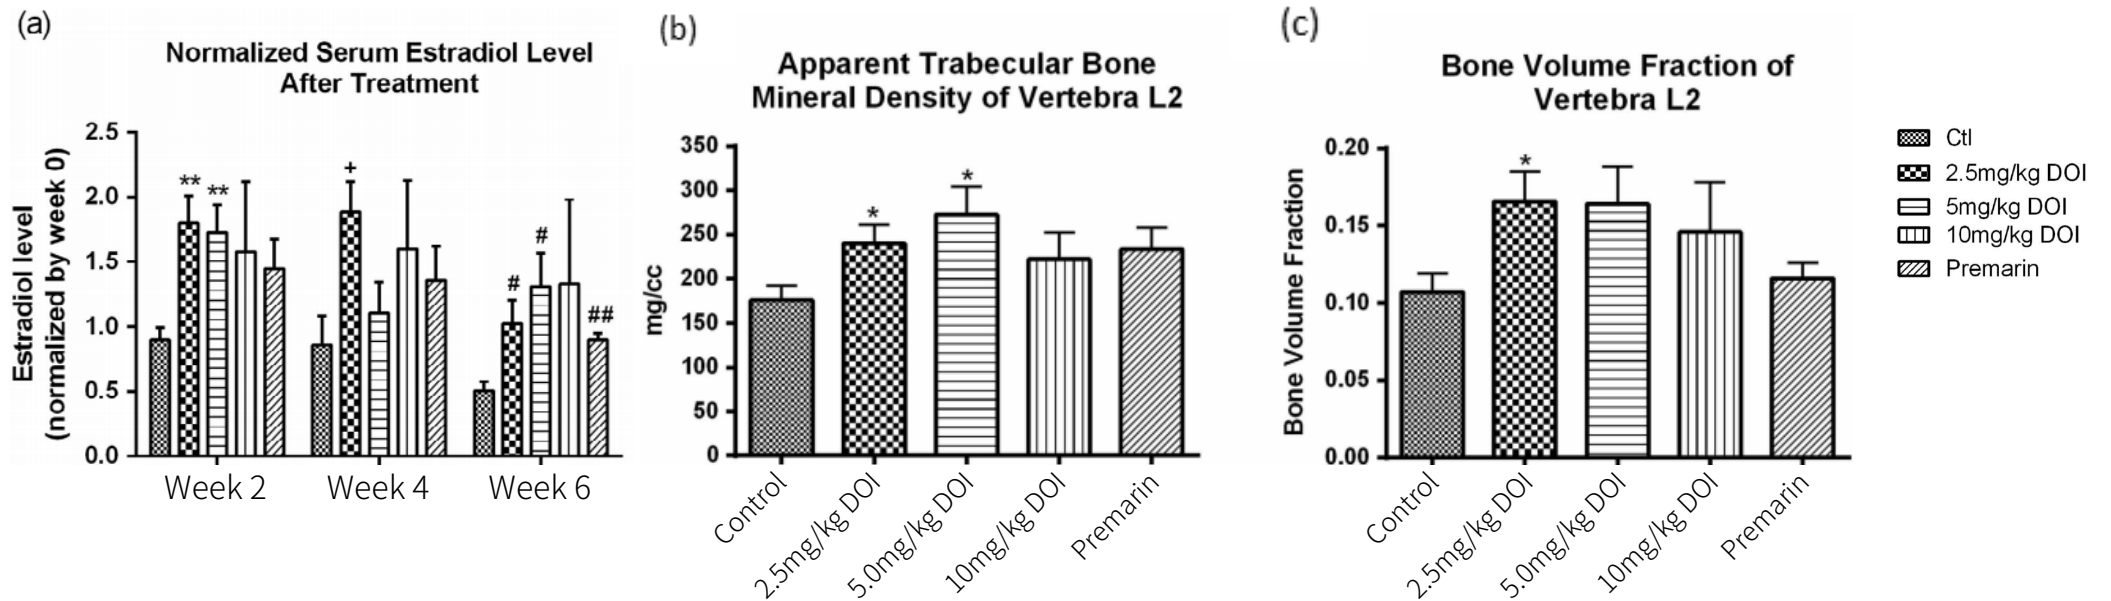 (a)
Normalized Serum Estradiol Level
After Treatment
Estradiol level
(normalized by week 0)
2.5
2.0
1.5
1.0
0.5
0.0
**
**
+
#
#
##
Week 2
Week 4
Week 6
(b)
Apparent Trabecular Bone
Mineral Density of Vertebra L2
mg/cc
350
300
250
200
150
100
50
0
*
*
Control
2.5mg/kg DOI
5.0mg/kg DOI
10mg/kg DOI
Premarin
(c)
Bone Volume Fraction of
Vertebra L2
Bone Volume Fraction
0.20
0.15
0.10
0.05
0.00
*
Control
2.5mg/kg DOI
5.0mg/kg DOI
10mg/kg DOI
Premarin
Ctl
2.5mg/kg DOI
5mg/kg DOI
10mg/kg DOI
Premarin